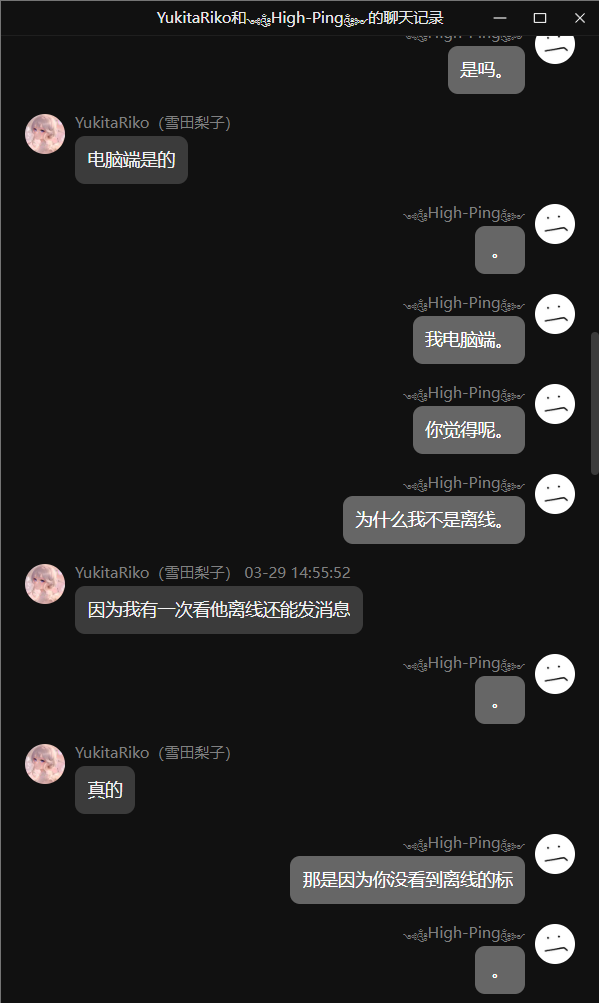 YukitaRiko和࿐High-Ping࿐的聊天记录
High-Ping
是吗。
YukitaRiko（雪田梨子）
电脑端是的
High-Ping
。
High-Ping
我电脑端。
High-Ping
你觉得呢。
High-Ping
为什么我不是离线。
YukitaRiko（雪田梨子） 03-29 14:55:52
因为我有一次看他离线还能发消息
High-Ping
。
YukitaRiko（雪田梨子）
真的
High-Ping
那是因为你没看到离线的标
High-Ping
。